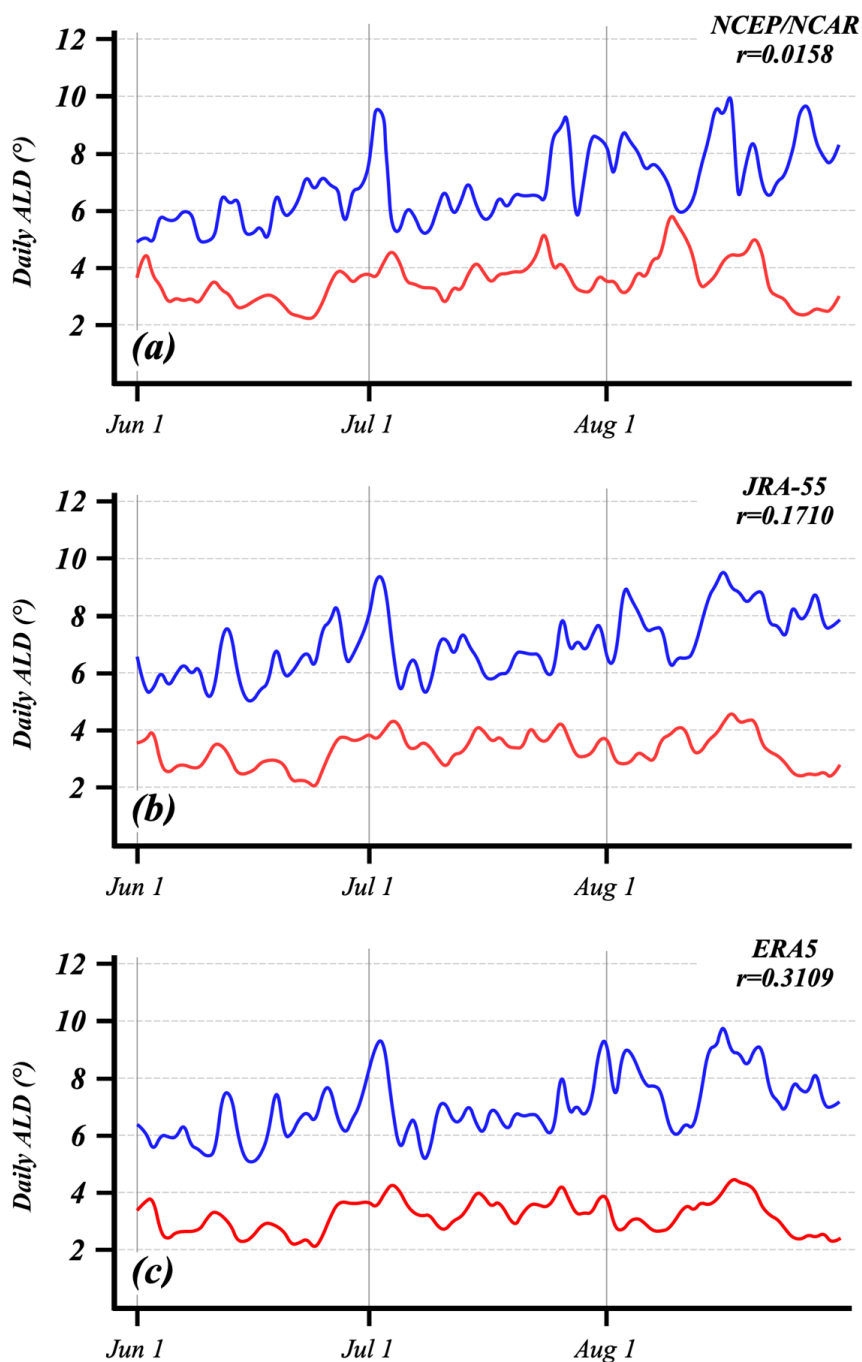 NCEP/NCAR
r=0.0158
12
10
8
6
4
2
Daily ALD (°)
(a)
Jun 1 Jul 1 Aug 1
JRA-55
r=0.1710
12
10
8
6
4
2
Daily ALD (°)
(b)
Jun 1 Jul 1 Aug 1
ERA5
r=0.3109
12
10
8
6
4
2
Daily ALD (°)
(c)
Jun 1 Jul 1 Aug 1